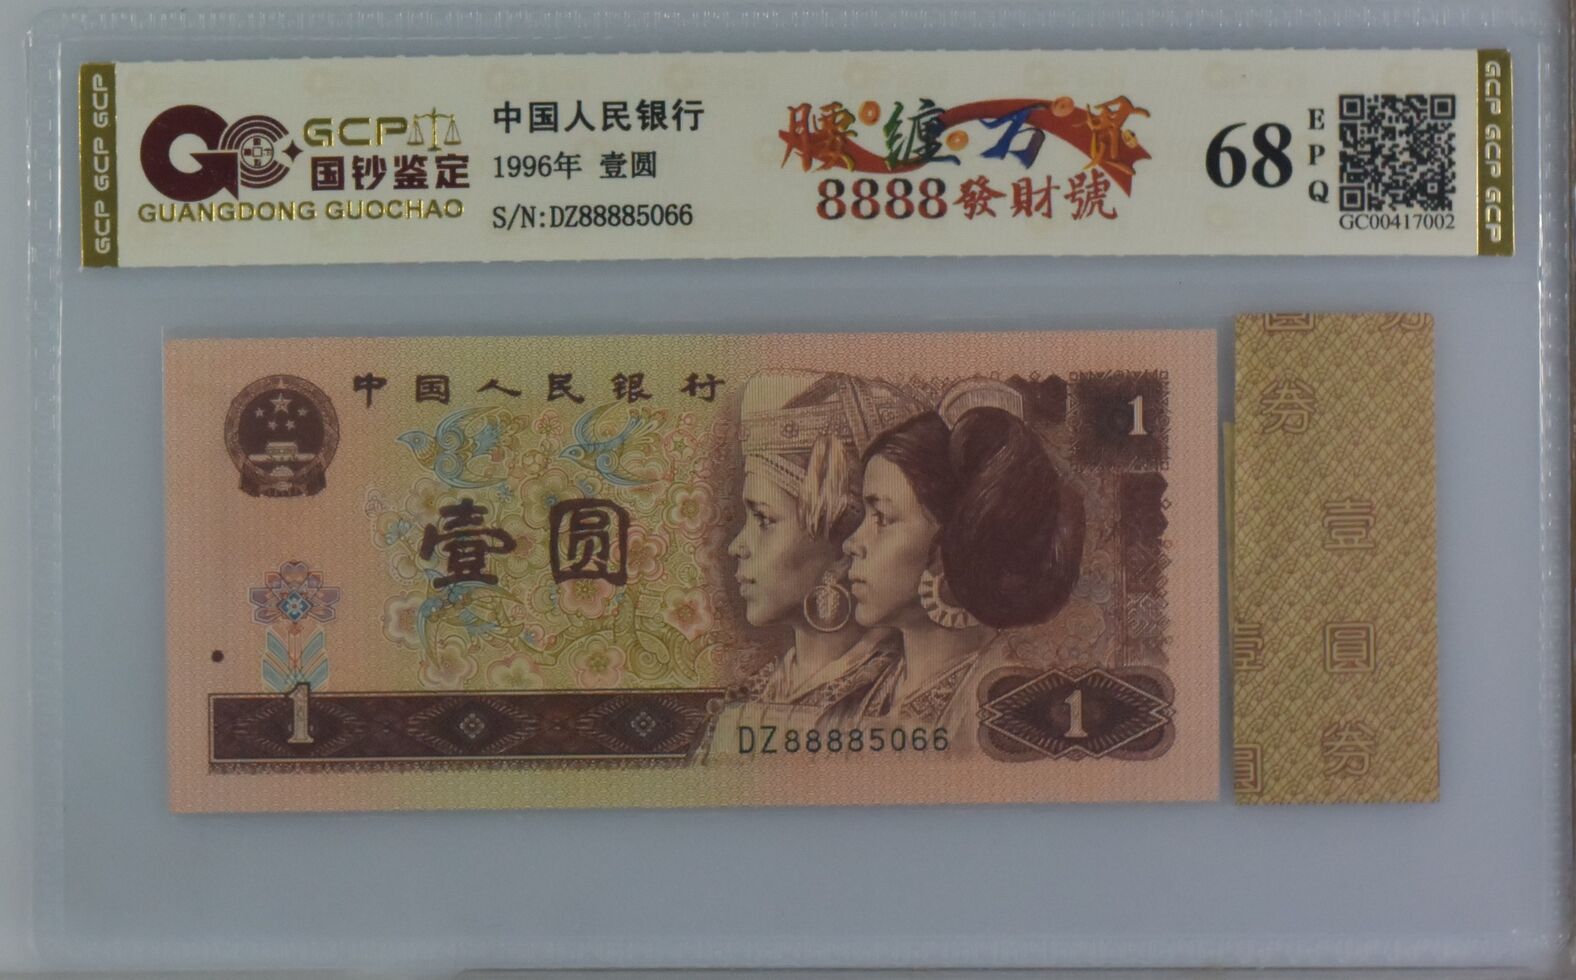 GCP GCP GCP
GCP
国钞鉴定
GUANGDONG GUOCHAO
中国人民银行
1996年 壹圆
S/N:DZ88885066
腰缠万贯
8888發財號
68
EPQ
GC00417002
GCP GCP GCP
中国人民银行
1
壹圆
1
DZ88885066
1
圆 券
券
壹
圓
券
壹
圓